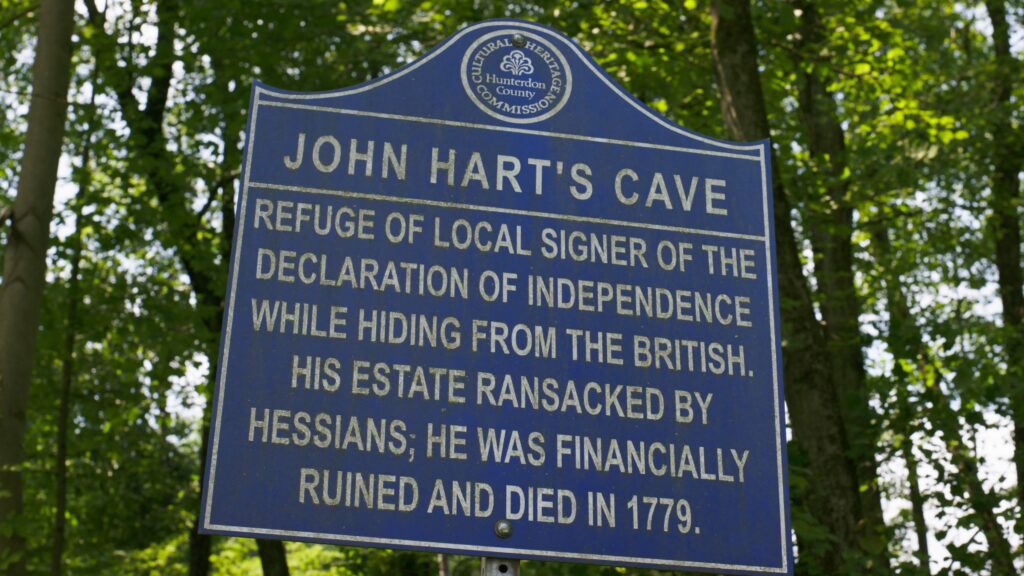 CULTURAL HERITAGE
Hunterdon
County
COMMISSION
JOHN HART'S CAVE
REFUGE OF LOCAL SIGNER OF THE
DECLARATION OF INDEPENDENCE
WHILE HIDING FROM THE BRITISH.
HIS ESTATE RANSACKED BY
HESSIANS; HE WAS FINANCIALLY
RUINED AND DIED IN 1779.